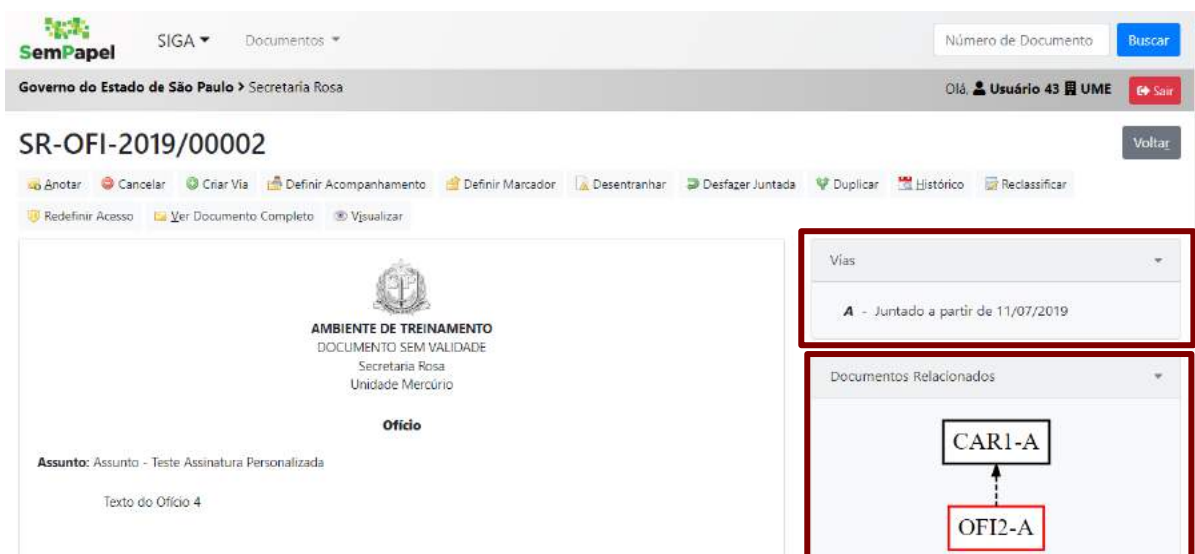 SemPapel SIGA Documentos Número de Documento Buscar
Governo do Estado de São Paulo > Secretaria Rosa Olá, Usuário 43 UME Sair
SR-OFI-2019/00002 Voltar
Anotar Cancelar Criar Via Definir Acompanhamento Definir Marcador Desentranhar Desfazer Juntada Duplicar Histórico Reclassificar
Redefinir Acesso Ver Documento Completo Visualizar
Vias
A - Juntado a partir de 11/07/2019
AMBIENTE DE TREINAMENTO
DOCUMENTO SEM VALIDADE
Secretaria Rosa
Unidade Mercúrio
Ofício
Assunto: Assunto - Teste Assinatura Personalizada
Texto do Ofício 4
Documentos Relacionados
CAR1-A
OFI2-A